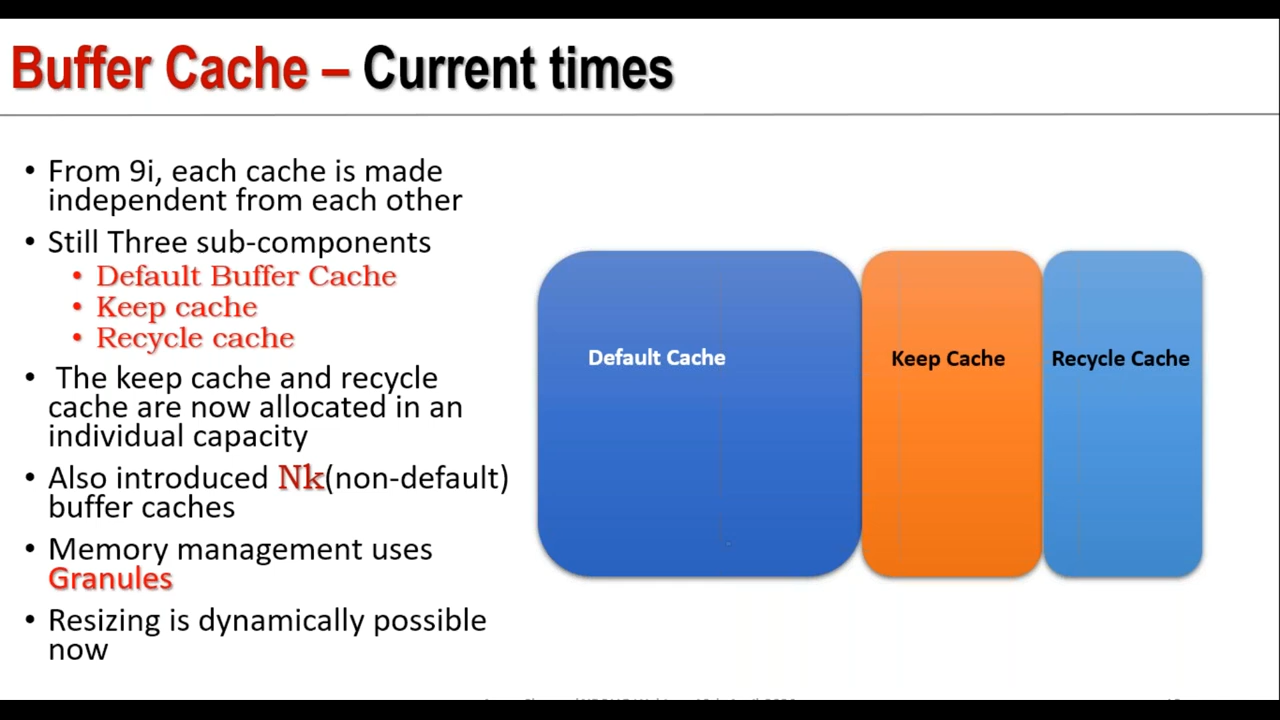 Buffer Cache – Current times
• From 9i, each cache is made
independent from each other
• Still Three sub-components
• Default Buffer Cache
• Keep cache
• Recycle cache
• The keep cache and recycle
cache are now allocated in an
individual capacity
• Also introduced Nk(non-default)
buffer caches
• Memory management uses
Granules
• Resizing is dynamically possible
now
Default Cache
Keep Cache
Recycle Cache